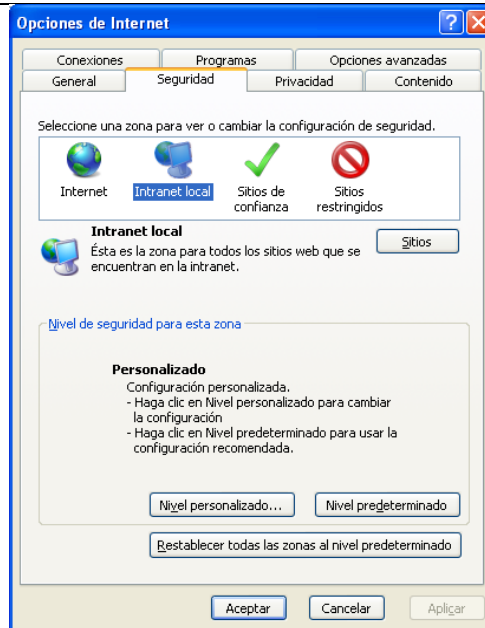 Opciones de Internet
Conexiones Programas Opciones avanzadas
General Seguridad Privacidad Contenido
Seleccione una zona para ver o cambiar la configuración de seguridad.
Internet Intranet local Sitios de confianza Sitios restringidos
Intranet local
Ésta es la zona para todos los sitios web que se
encuentran en la intranet.
Sitios
Nivel de seguridad para esta zona
Personalizado
Configuración personalizada.
- Haga clic en Nivel personalizado para cambiar
la configuración
- Haga clic en Nivel predeterminado para usar la
configuración recomendada.
Nivel personalizado... Nivel predeterminado
Restablecer todas las zonas al nivel predeterminado
Aceptar Cancelar Aplicar